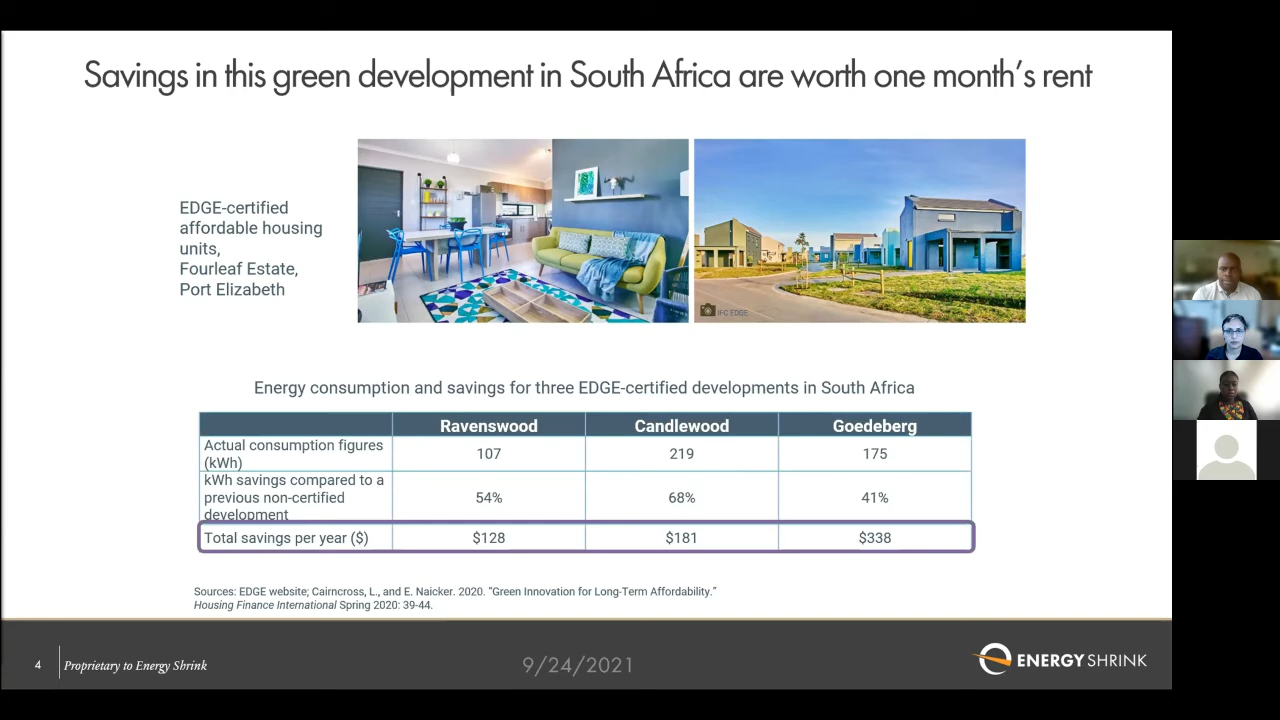 Savings in this green development in South Africa are worth one month's rent
EDGE-certified
affordable housing
units,
Fourleaf Estate,
Port Elizabeth
IFC EDGE
Energy consumption and savings for three EDGE-certified developments in South Africa
Ravenswood Candlewood Goedeberg
Actual consumption figures
(kWh) 107 219 175
kWh savings compared to a
previous non-certified
development 54% 68% 41%
Total savings per year ($) $128 $181 $338
Sources: EDGE website; Cairncross, L., and E. Naicker. 2020. "Green Innovation for Long-Term Affordability."
Housing Finance International Spring 2020: 39-44.
4 Proprietary to Energy Shrink
9/24/2021
ENERGY SHRINK